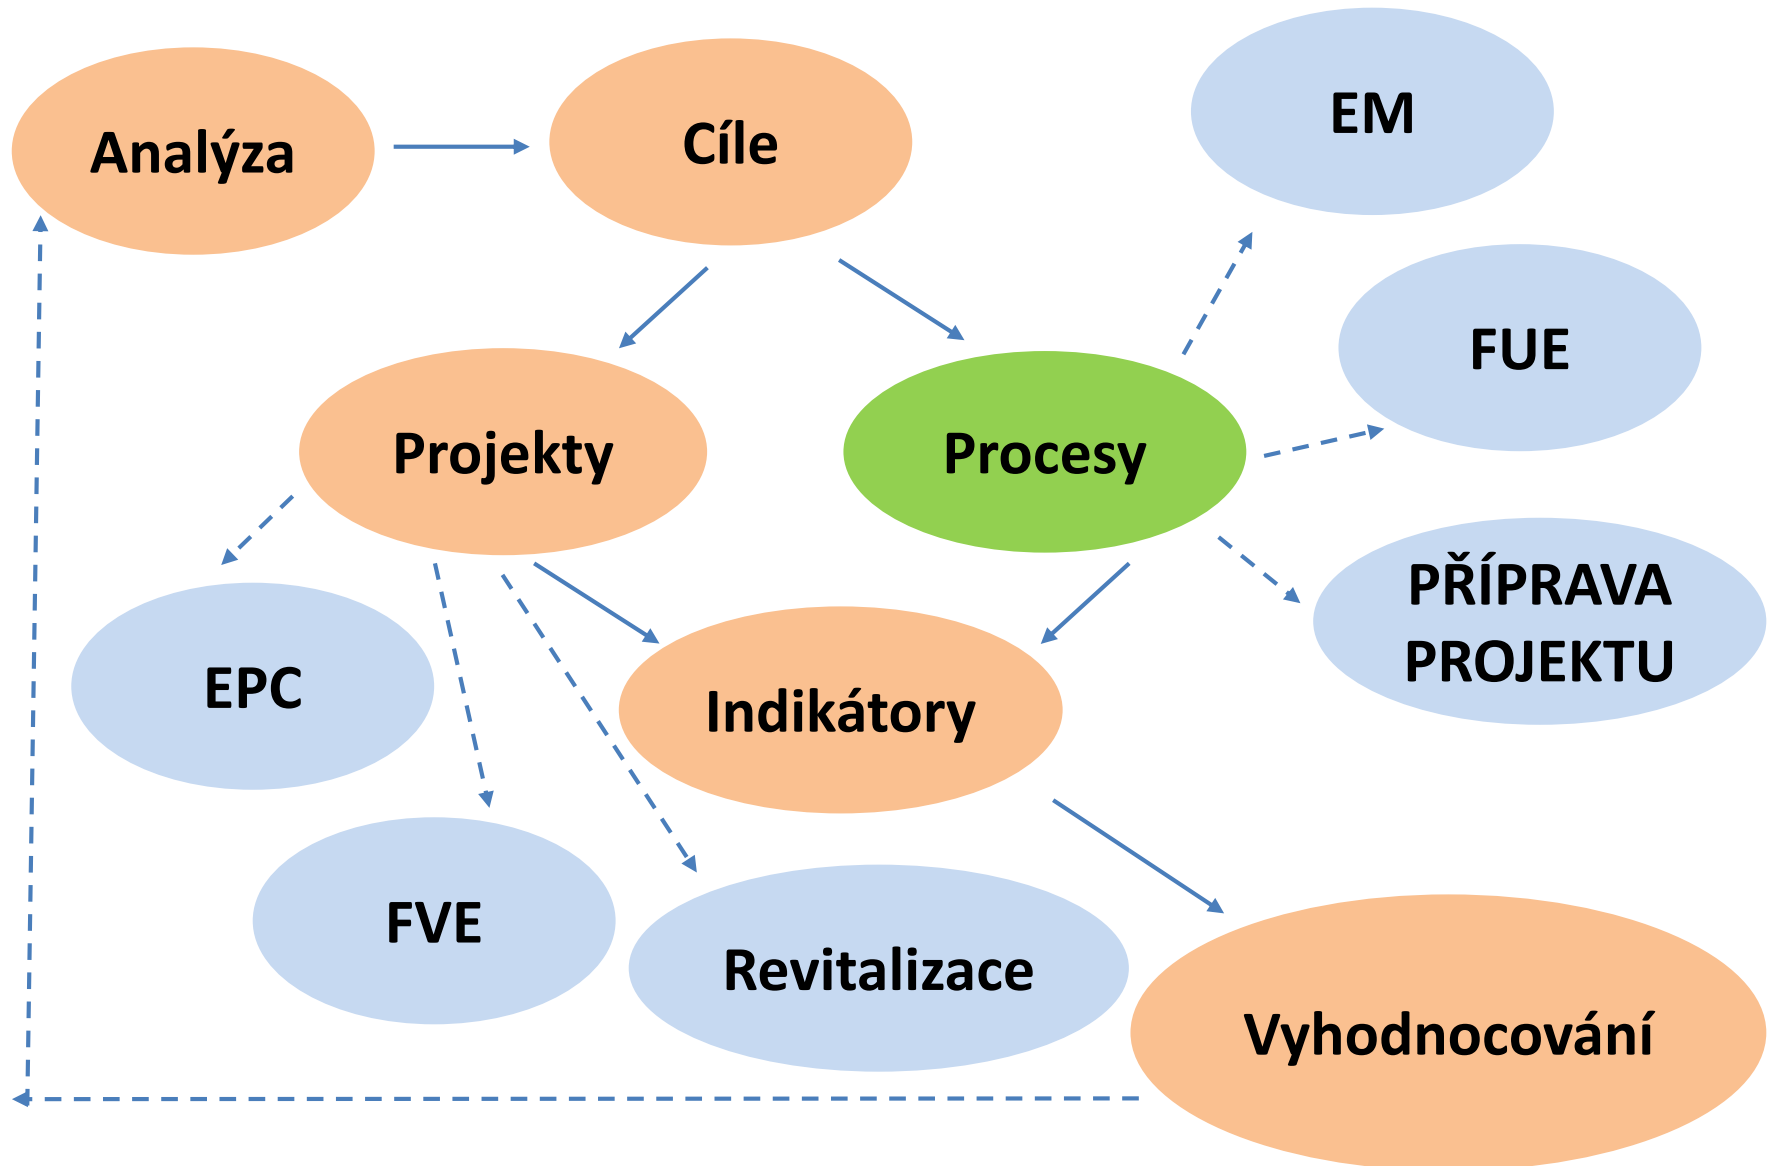 Analýza
Cíle
EM
FUE
Projekty
Procesy
PŘÍPRAVA
PROJEKTU
EPC
Indikátory
FVE
Revitalizace
Vyhodnocování